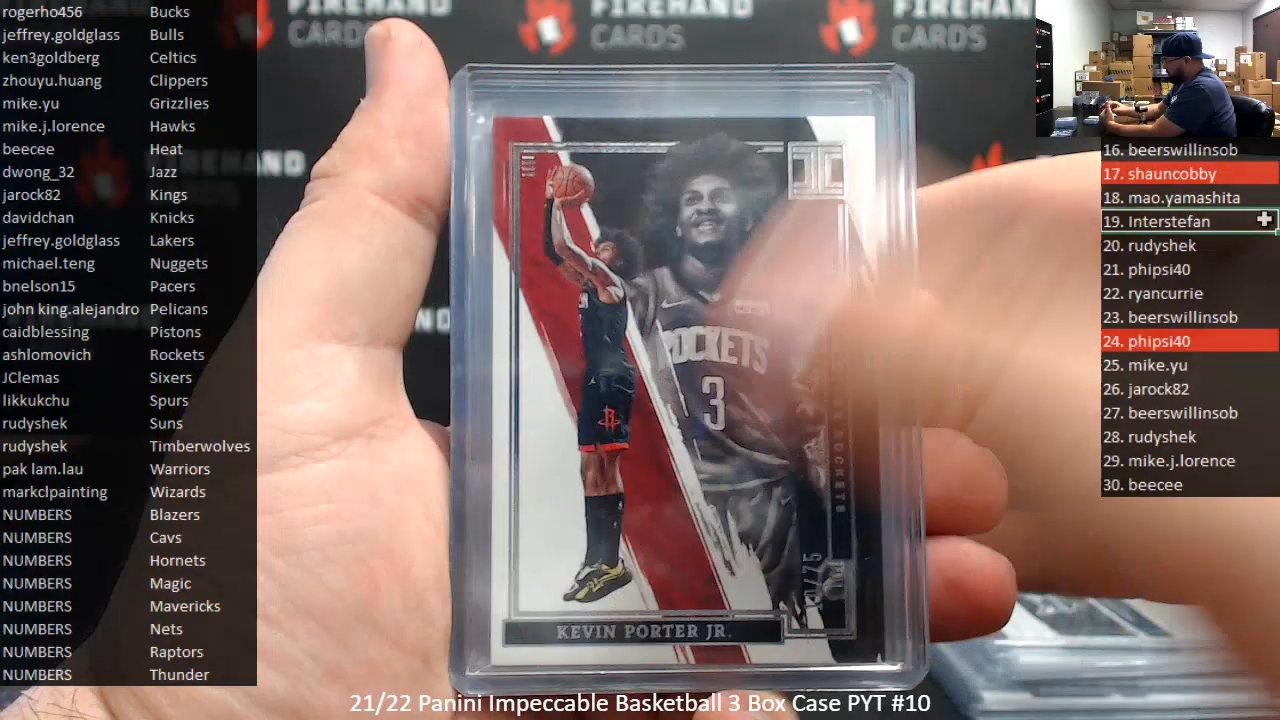 rogerho456 Bucks
jeffrey.goldglass Bulls
ken3goldberg Celtics
zhouyu.huang Clippers
mike.yu Grizzlies
mike.j.lorence Hawks
beecee Heat
dwong_32 Jazz
jarock82 Kings
davidchan Knicks
jeffrey.goldglass Lakers
michael.teng Nuggets
bnelson15 Pacers
john king.alejandro Pelicans
caidblessing Pistons
ashlomovich Rockets
JClemas Sixers
likkukchu Spurs
rudyshek Suns
rudyshek Timberwolves
pak lam.lau Warriors
markclpainting Wizards
NUMBERS Blazers
NUMBERS Cavs
NUMBERS Hornets
NUMBERS Magic
NUMBERS Mavericks
NUMBERS Nets
NUMBERS Raptors
NUMBERS Thunder
FIREHAND CARDS
FIREHAND CARDS
FIREHAN
CARDS
FIREHAND
ROCKETS
3
ROCKETS
KEVIN PORTER JR.
16. beerswillinsob
17. shauncobby
18. mao.yamashita
19. Interstefan
20. rudyshek
21. phipsi40
22. ryancurrie
23. beerswillinsob
24. phipsi40
25. mike.yu
26. jarock82
27. beerswillinsob
28. rudyshek
29. mike.j.lorence
30. beecee
21/22 Panini Impeccable Basketball 3 Box Case PYT #10